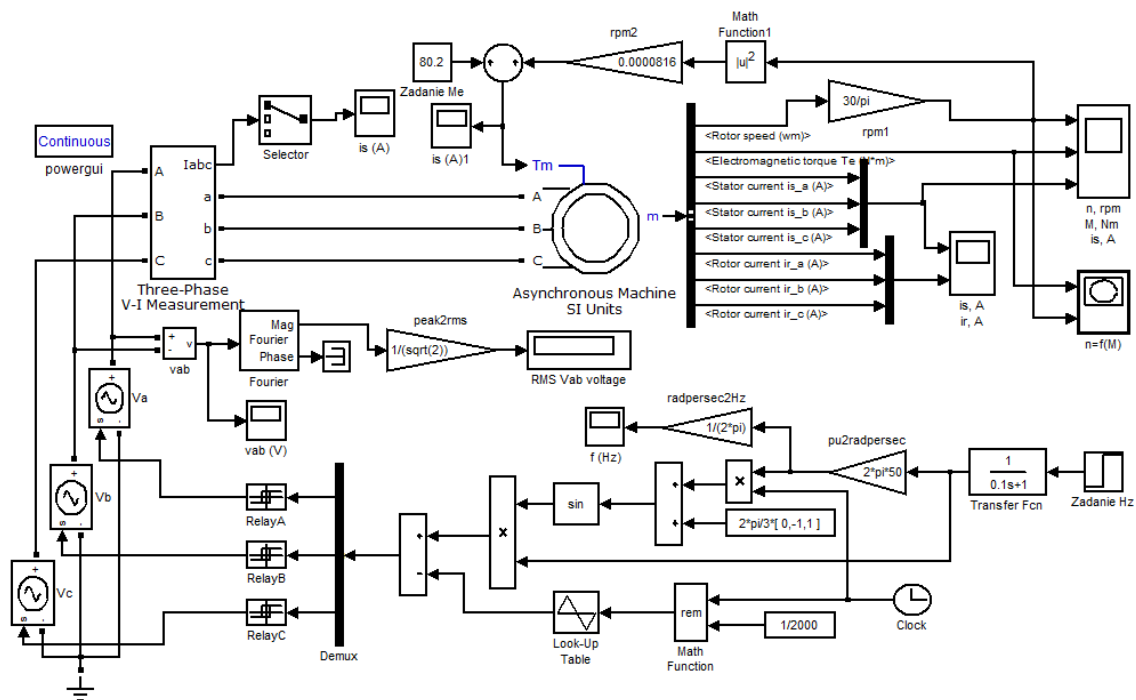 Math
Function1
rpm2
80.2
0.0000816
|u|2
Zadanie Me
30/pi
rpm1
Continuous
powergui
Selector
is (A)
is (A)1
<Rotor speed (wm)>
<Electromagnetic torque Te (N*m)>
<Stator current is_a (A)>
<Stator current is_b (A)>
<Stator current is_c (A)>
<Rotor current ir_a (A)>
<Rotor current ir_b (A)>
<Rotor current ir_c (A)>
n, rpm
M, Nm
is, A
is, A
ir, A
n=f(M)
A
B
C
Iabc
a
b
c
Three-Phase
V-I Measurement
Tm
A
B
C
m
Asynchronous Machine
SI Units
+
-
v
vab
Mag
Fourier
Phase
Fourier
peak2rms
1/(sqrt(2))
RMS Vab voltage
vab (V)
+
s
-
Va
+
s
-
Vb
+
s
-
Vc
radpersec2Hz
1/(2*pi)
f (Hz)
pu2radpersec
2*pi*50
1
0.1s+1
Transfer Fcn
Zadanie Hz
×
sin
+
+
2*pi/3*[ 0,-1,1 ]
×
+
-
RelayA
RelayB
RelayC
Demux
Look-Up
Table
rem
Math
Function
1/2000
Clock